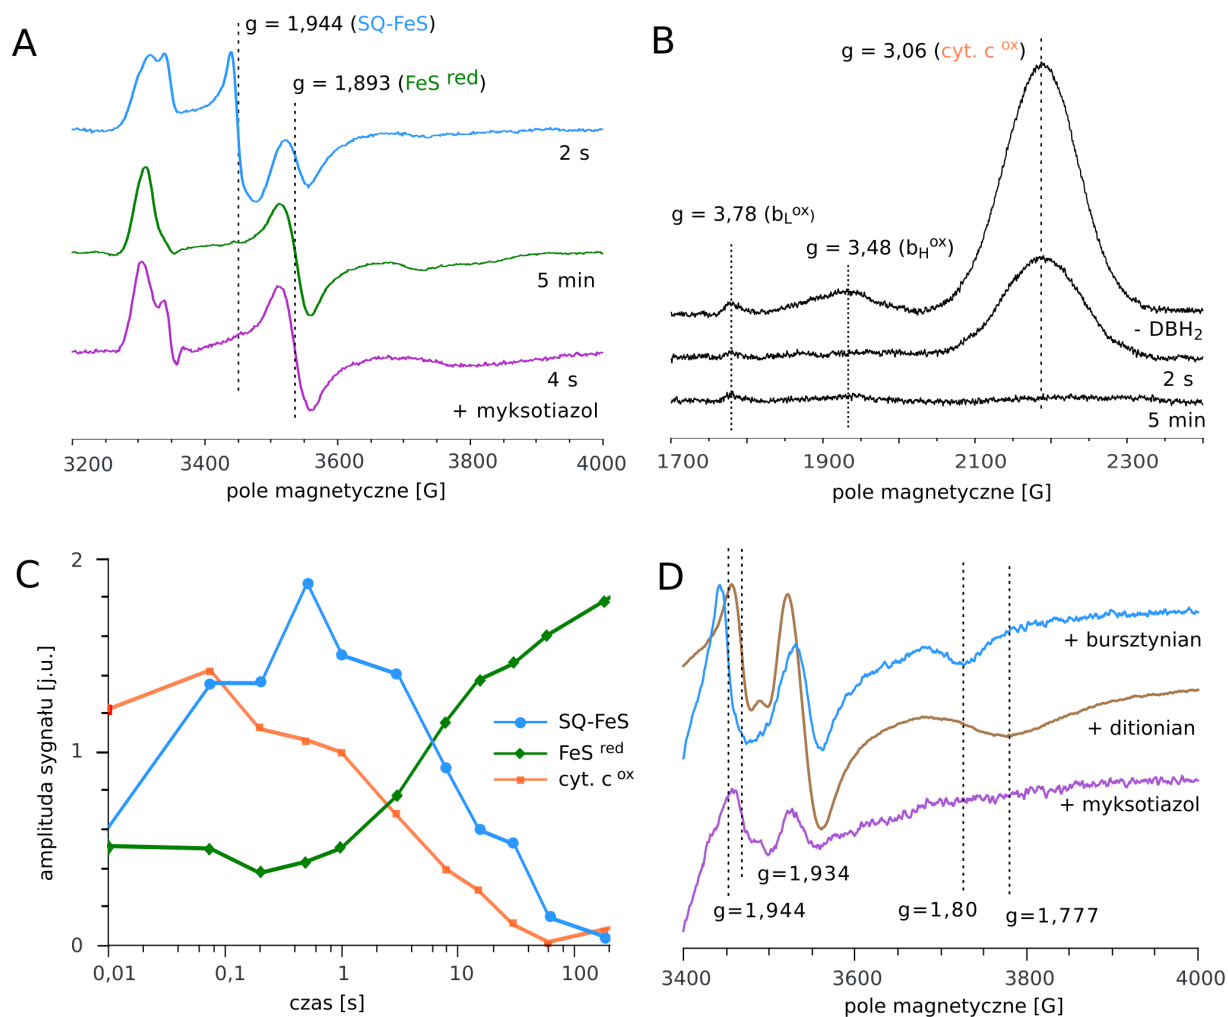 A
g = 1,944 (SQ-FeS)
g = 1,893 (FeS red)
2 s
5 min
4 s
+ myksotiazol
3200 3400 3600 3800 4000
pole magnetyczne [G]
B
g = 3,06 (cyt. c ox)
g = 3,78 (bLox)
g = 3,48 (bHox)
- DBH2
2 s
5 min
1700 1900 2100 2300
pole magnetyczne [G]
C
amplituda sygnału [j.u.]
2
1
0
SQ-FeS
FeS red
cyt. c ox
0,01 0,1 1 10 100
czas [s]
D
+ bursztynian
+ ditionian
+ myksotiazol
g=1,934
g=1,944
g=1,80
g=1,777
3400 3600 3800 4000
pole magnetyczne [G]